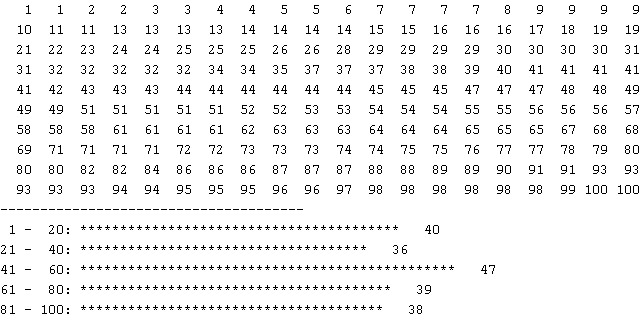 1 1 2 2 3 3 4 4 5 5 6 7 7 7 7 8 9 9 9 9
10 11 11 13 13 13 13 14 14 14 14 15 15 16 16 16 17 18 19 19
21 22 23 24 24 25 25 25 26 26 28 29 29 29 29 30 30 30 30 31
31 32 32 32 32 32 34 34 35 37 37 37 38 38 39 40 41 41 41 41
41 42 43 43 43 44 44 44 44 44 44 45 45 45 47 47 47 48 48 49
49 49 51 51 51 51 51 52 52 53 53 54 54 54 55 55 56 56 56 57
58 58 58 61 61 61 61 62 63 63 63 64 64 64 65 65 65 67 68 68
69 71 71 71 71 72 72 73 73 73 74 74 75 75 76 77 77 78 79 80
80 80 82 82 84 86 86 86 87 87 87 88 88 89 89 90 91 91 93 93
93 93 93 94 94 95 95 95 96 96 97 98 98 98 98 98 98 99 100 100
--------------------------------------
1 - 20: **************************************** 40
21 - 40: ************************************ 36
41 - 60: *********************************************** 47
61 - 80: *************************************** 39
81 - 100: ************************************** 38